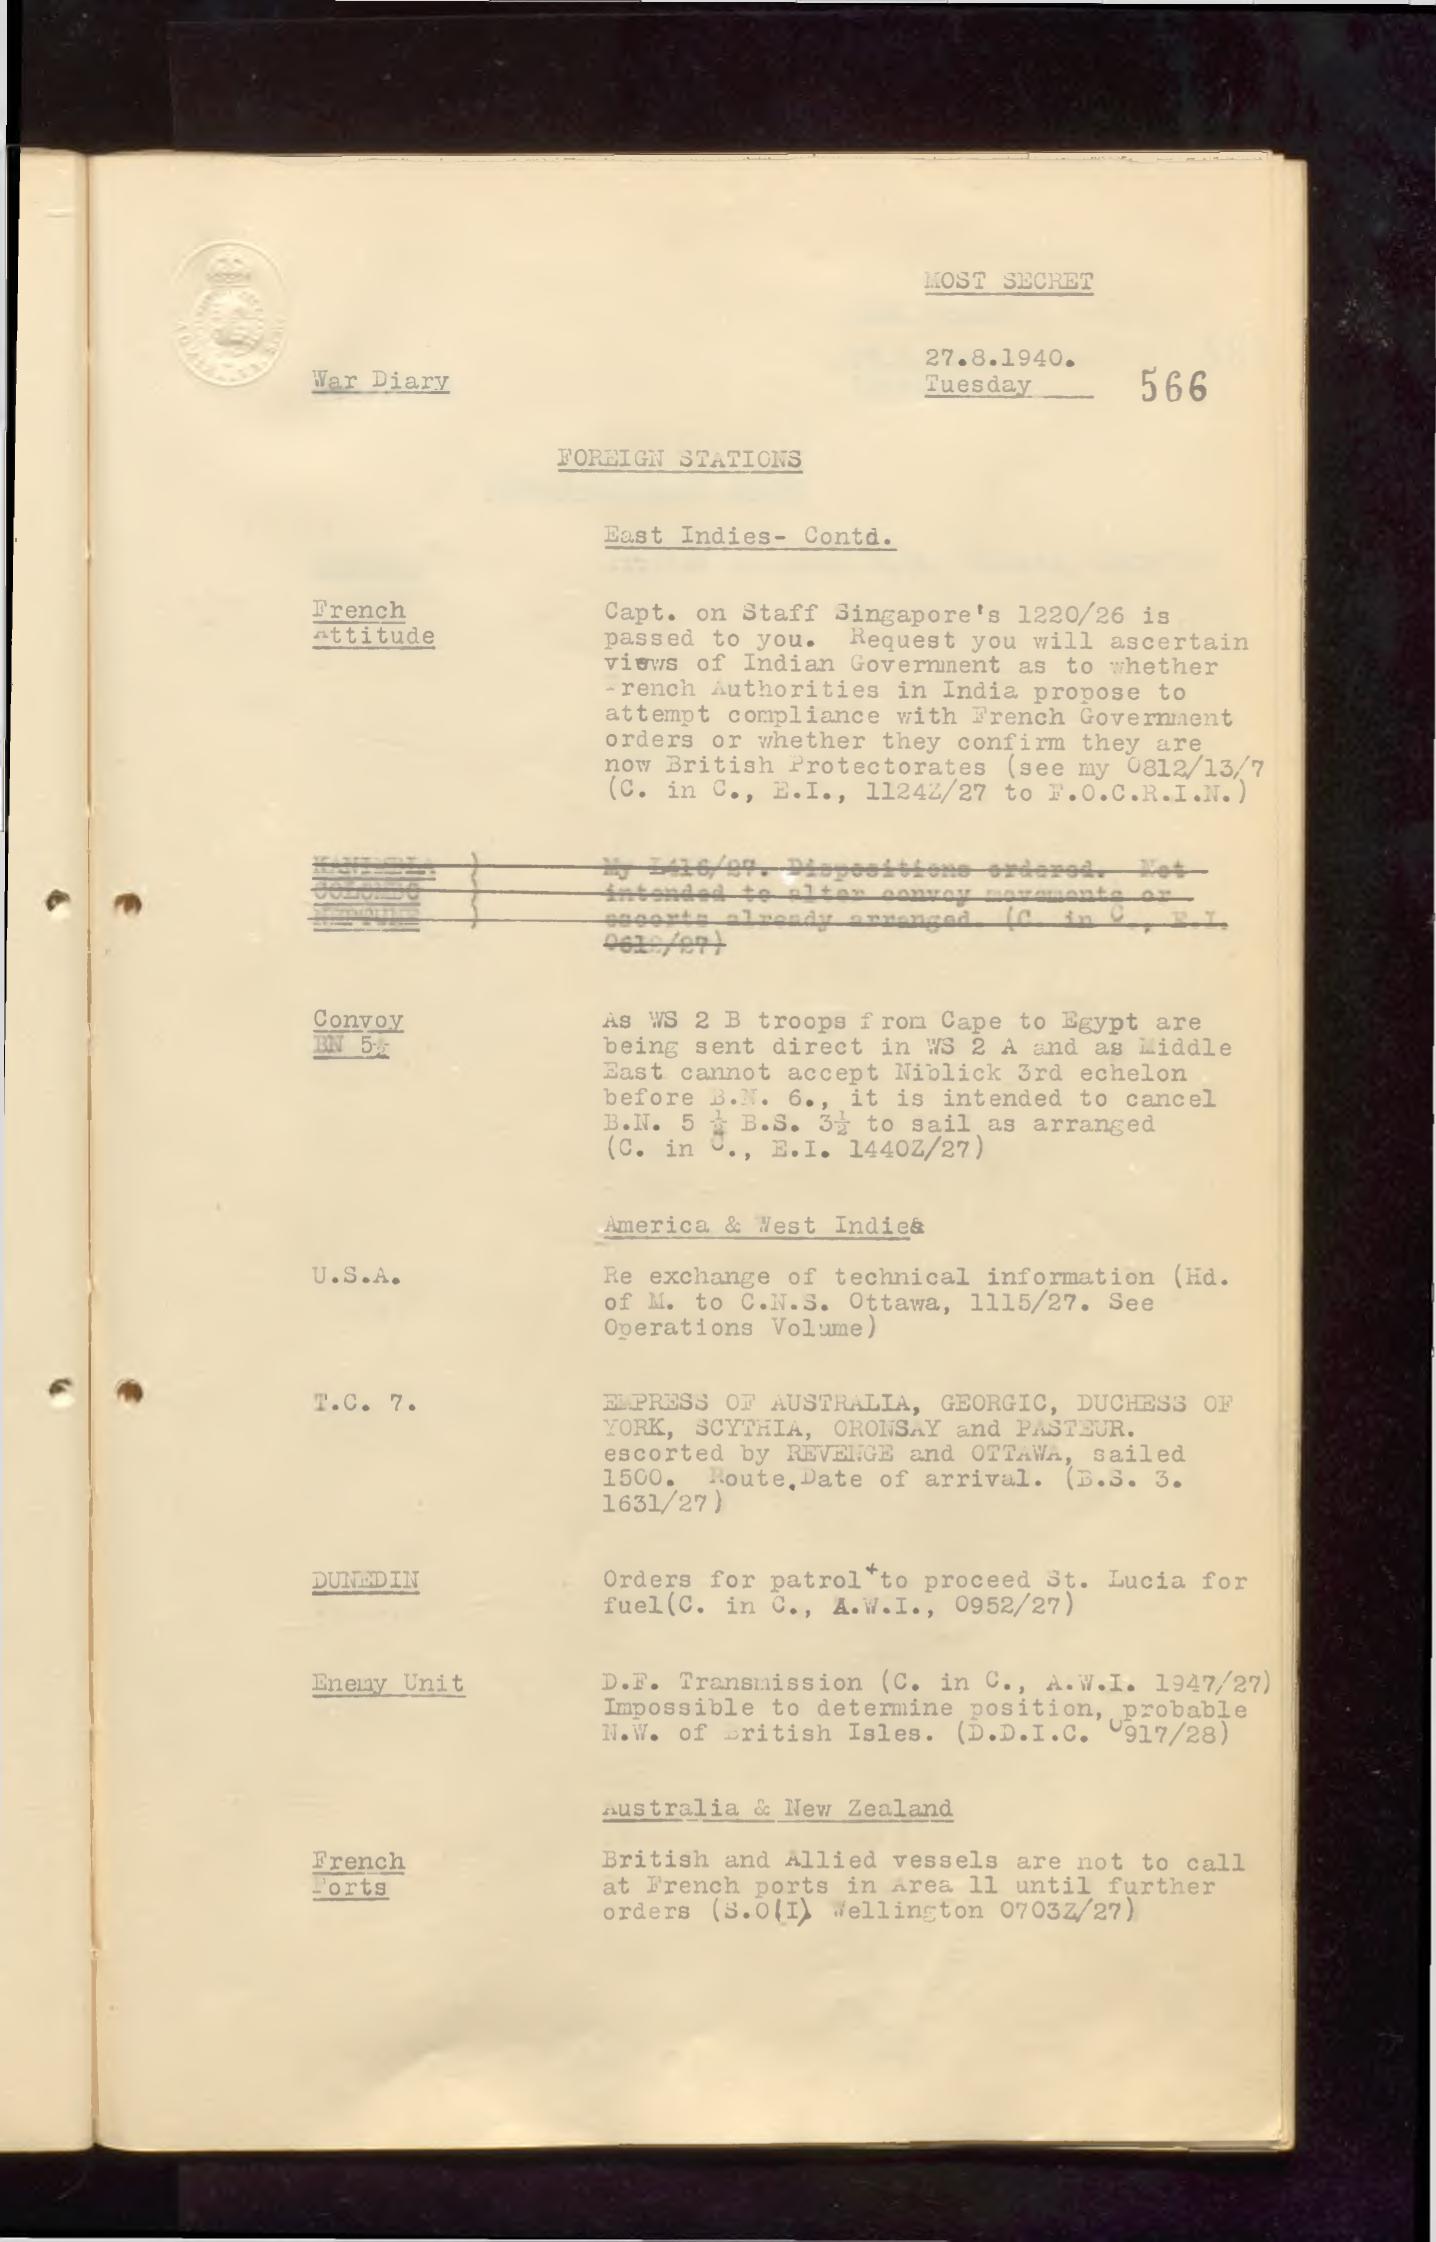 MOST SECRET
27.8.1940.
War Diary
Tuesday
566
FOREIGN STATIONS
East Indies- Contd.
French
Attitude
Capt. on Staff Singapore's 1220/26 is
passed to you. Request you will ascertain
views of Indian Government as to whether
French Authorities in India propose to
attempt compliance with French Government
orders or whether they confirm they are
now British Protectorates (see my 0812/13/7
(C. in C., E.I., 1124Z/27 to F.O.C.R.I.N.)
KANIMBLA )
COLOMBO
NEPTUNE )
My 1416/27. Dispositions ordered. Not
intended to alter convoy movements or
escorts already arranged. (C. in C., E.I.
0612/27)
Convoy
BN 5½
As WS 2 B troops from Cape to Egypt are
being sent direct in WS 2 A and as Middle
East cannot accept Niblick 3rd echelon
before B.N. 6., it is intended to cancel
B.N. 5 ½ B.S. 3½ to sail as arranged
(C. in C., E.I. 1440Z/27)
America & West Indies
U.S.A.
Re exchange of technical information (Hd.
of M. to C.N.S. Ottawa, 1115/27. See
Operations Volume)
T.C. 7.
EMPRESS OF AUSTRALIA, GEORGIC, DUCHESS OF
YORK, SCYTHIA, ORONSAY and PASTEUR.
escorted by REVENGE and OTTAWA, sailed
1500. Route.Date of arrival. (B.S. 3.
1631/27)
DUNEDIN
Orders for patrol + to proceed St. Lucia for
fuel(C. in C., A.W.I., 0952/27)
Enemy Unit
D.F. Transmission (C. in C., A.W.I. 1947/27)
Impossible to determine position, probable
N.W. of British Isles. (D.D.I.C. 0917/28)
Australia & New Zealand
French
Ports
British and Allied vessels are not to call
at French ports in Area 11 until further
orders (S.O(I) Wellington 0703Z/27)